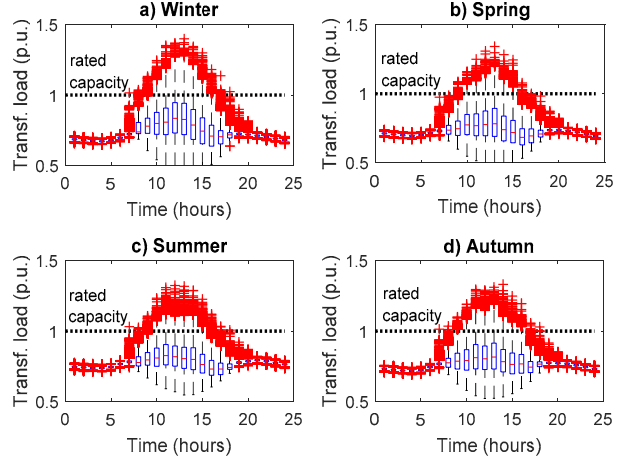 a) Winter
Transf. load (p.u.)
1.5
1
0.5
rated
capacity
0 5 10 15 20 25
Time (hours)
b) Spring
Transf. load (p.u.)
1.5
1
0.5
rated
capacity
0 5 10 15 20 25
Time (hours)
c) Summer
Transf. load (p.u.)
1.5
1
0.5
rated
capacity
0 5 10 15 20 25
Time (hours)
d) Autumn
Transf. load (p.u.)
1.5
1
0.5
rated
capacity
0 5 10 15 20 25
Time (hours)